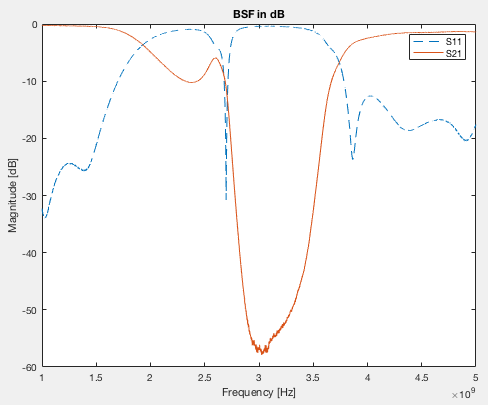 BSF in dB
S11
S21
0
-10
-20
-30
-40
-50
-60
Magnitude [dB]
1 1.5 2 2.5 3 3.5 4 4.5 5
Frequency [Hz]
×10⁹